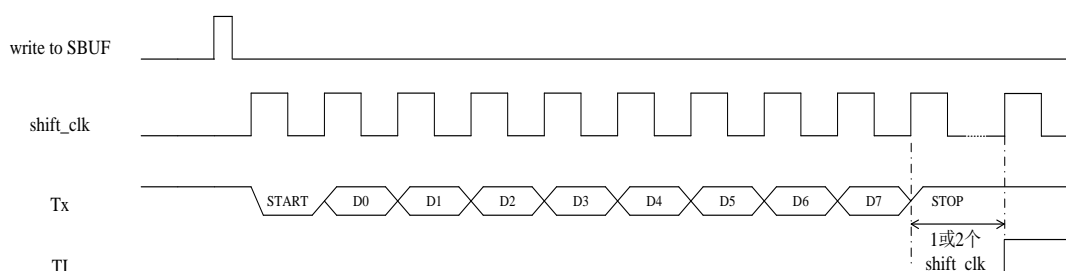 write to SBUF
shift_clk
Tx
START D0 D1 D2 D3 D4 D5 D6 D7 STOP
1或2个
shift_clk
TI